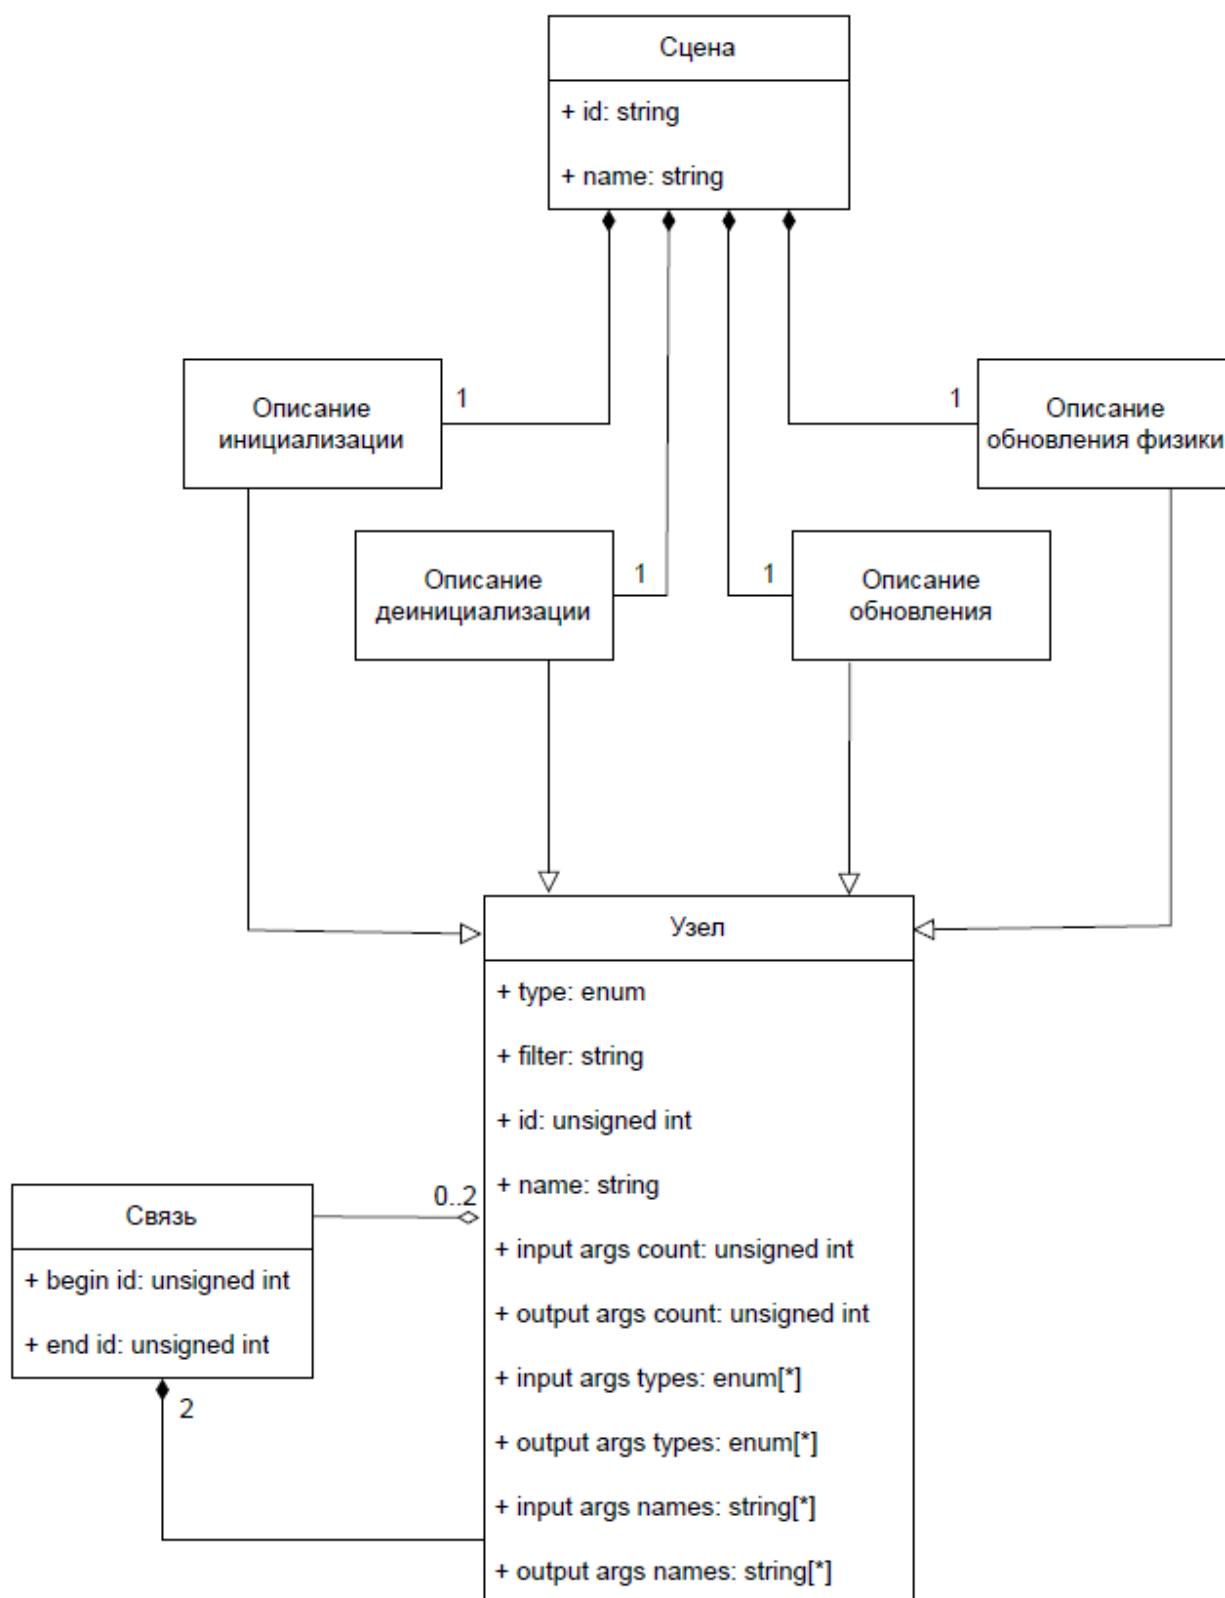 Сцена
+ id: string
+ name: string
Описание
инициализации
1
1
Описание
обновления физики
Описание
деинициализации
1
1
Описание
обновления
Узел
+ type: enum
+ filter: string
+ id: unsigned int
+ name: string
+ input args count: unsigned int
+ output args count: unsigned int
+ input args types: enum[*]
+ output args types: enum[*]
+ input args names: string[*]
+ output args names: string[*]
Связь
0..2
+ begin id: unsigned int
+ end id: unsigned int
2